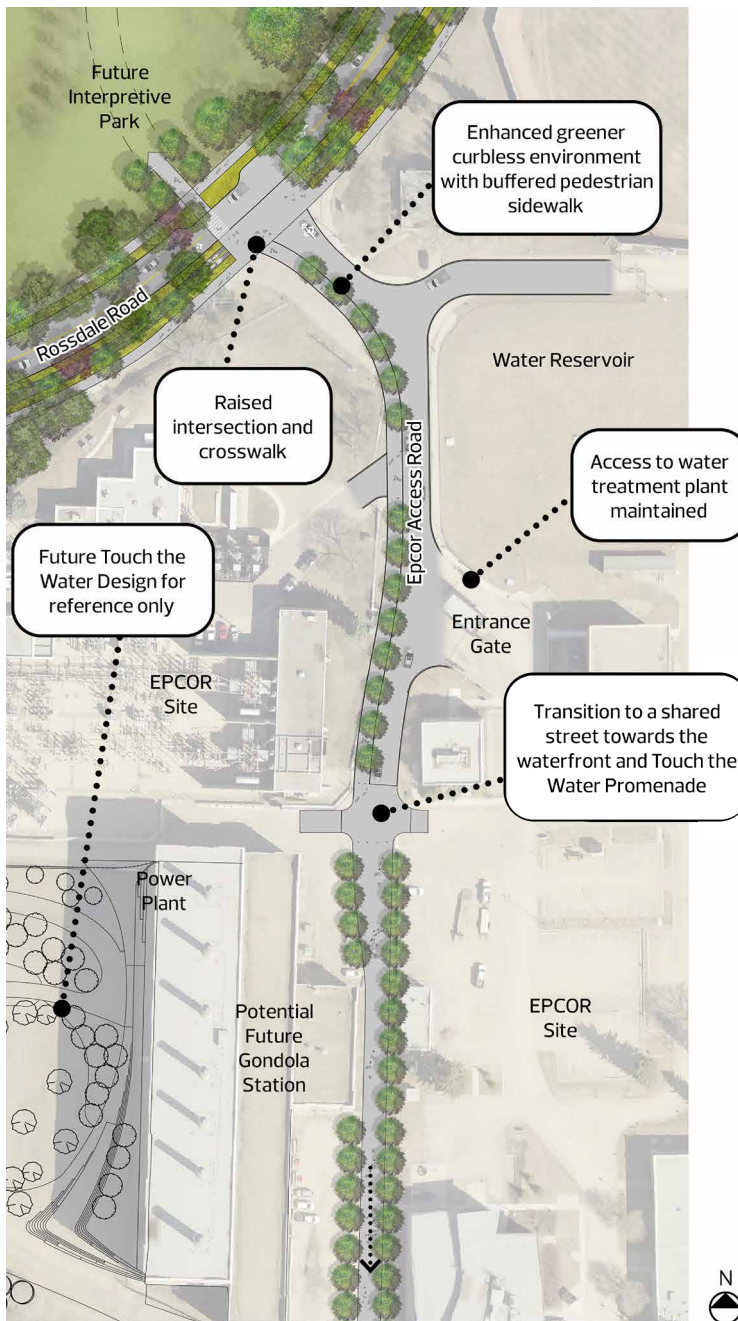 Future
Interpretive
Park
Enhanced greener
curbless environment
with buffered pedestrian
sidewalk
Rossdale Road
Water Reservoir
Raised
intersection and
crosswalk
Epcor Access Road
Access to water
treatment plant
maintained
Future Touch the
Water Design for
reference only
Entrance
Gate
EPCOR
Site
Transition to a shared
street towards the
waterfront and Touch the
Water Promenade
Power
Plant
Potential
Future
Gondola
Station
EPCOR
Site
N